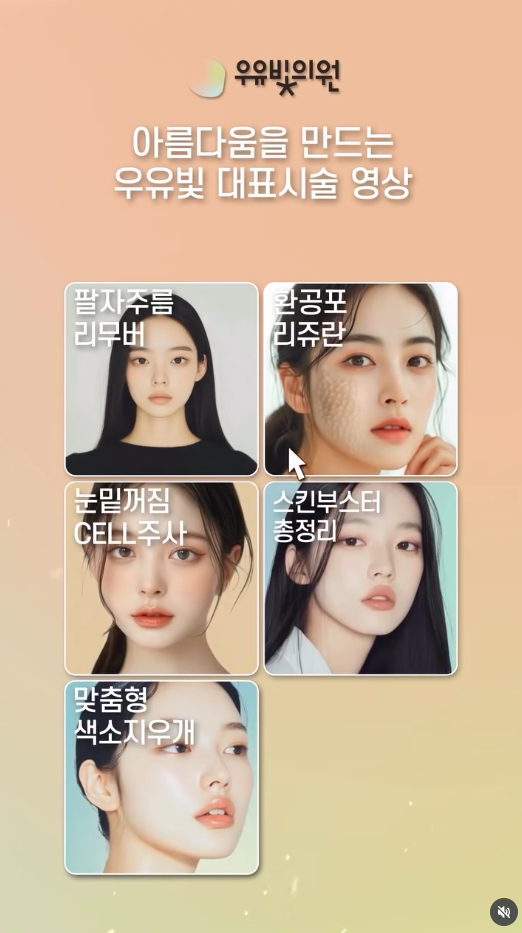 우유빛의원
아름다움을 만드는
우유빛 대표시술 영상
팔자주름
리무버
환공포
리쥬란
눈밑꺼짐
CELL주사
스킨부스터
총정리
맞춤형
색소지우개